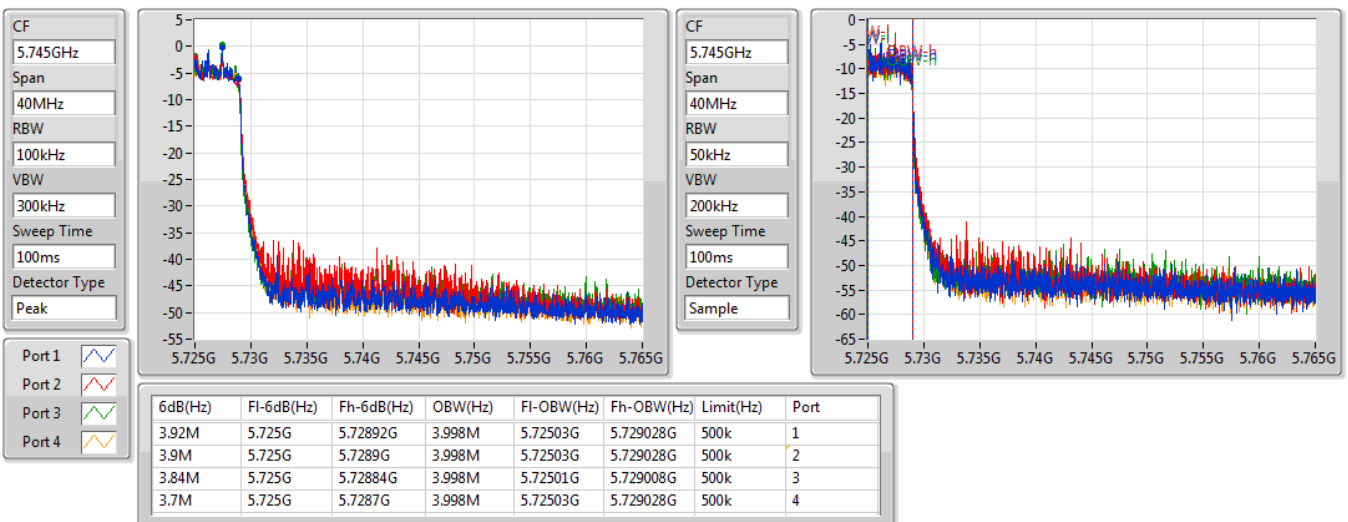 CF
5.745GHz
Span
40MHz
RBW
100kHz
VBW
300kHz
Sweep Time
100ms
Detector Type
Peak
5
0
-5
-10
-15
-20
-25
-30
-35
-40
-45
-50
-55
5.725G 5.73G 5.735G 5.74G 5.745G 5.75G 5.755G 5.76G 5.765G
CF
5.745GHz
Span
40MHz
RBW
50kHz
VBW
200kHz
Sweep Time
100ms
Detector Type
Sample
0
-5
-10
-15
-20
-25
-30
-35
-40
-45
-50
-55
-60
-65
5.725G 5.73G 5.735G 5.74G 5.745G 5.75G 5.755G 5.76G 5.765G
Port 1
Port 2
Port 3
Port 4
6dB(Hz) Fl-6dB(Hz) Fh-6dB(Hz) OBW(Hz) Fl-OBW(Hz) Fh-OBW(Hz) Limit(Hz) Port
3.92M 5.725G 5.72892G 3.998M 5.72503G 5.729028G 500k 1
3.9M 5.725G 5.7289G 3.998M 5.72503G 5.729028G 500k 2
3.84M 5.725G 5.72884G 3.998M 5.72501G 5.729008G 500k 3
3.7M 5.725G 5.7287G 3.998M 5.72503G 5.729028G 500k 4